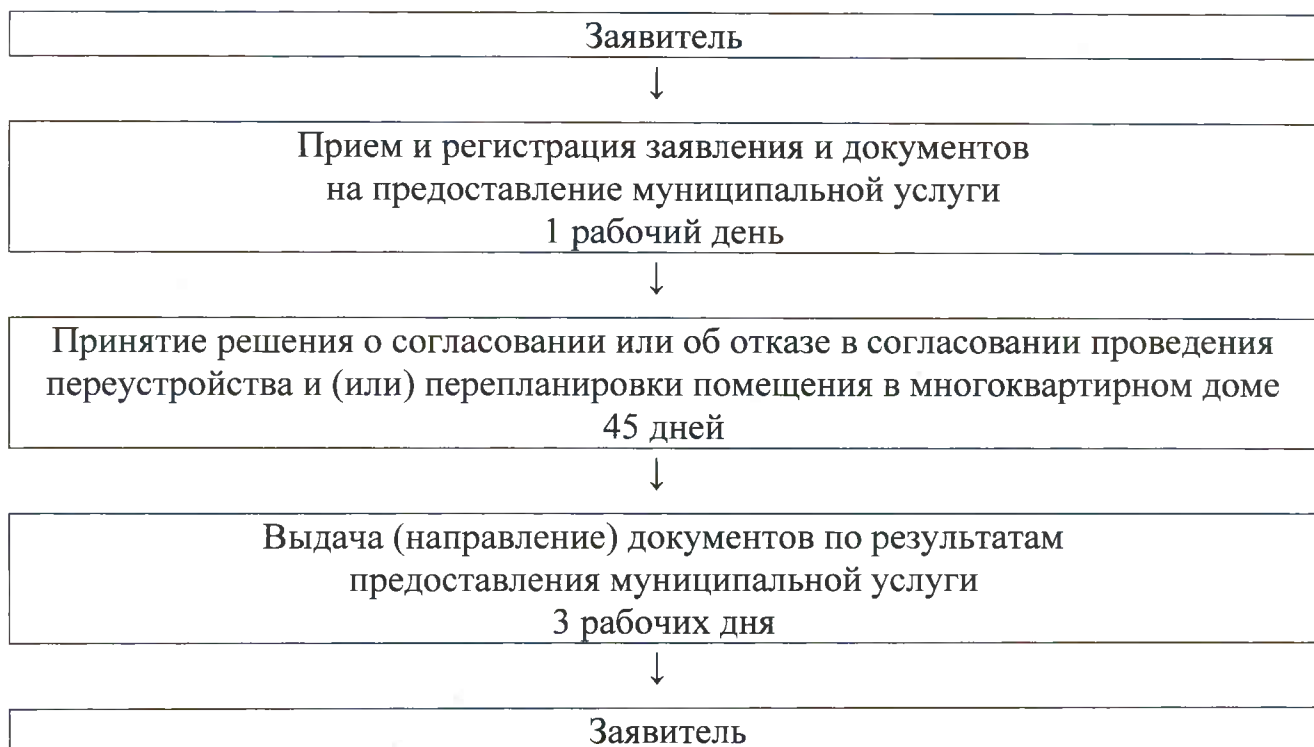 Заявитель
↓
Прием и регистрация заявления и документов
на предоставление муниципальной услуги
1 рабочий день
↓
Принятие решения о согласовании или об отказе в согласовании проведения
переустройства и (или) перепланировки помещения в многоквартирном доме
45 дней
↓
Выдача (направление) документов по результатам
предоставления муниципальной услуги
3 рабочих дня
↓
Заявитель